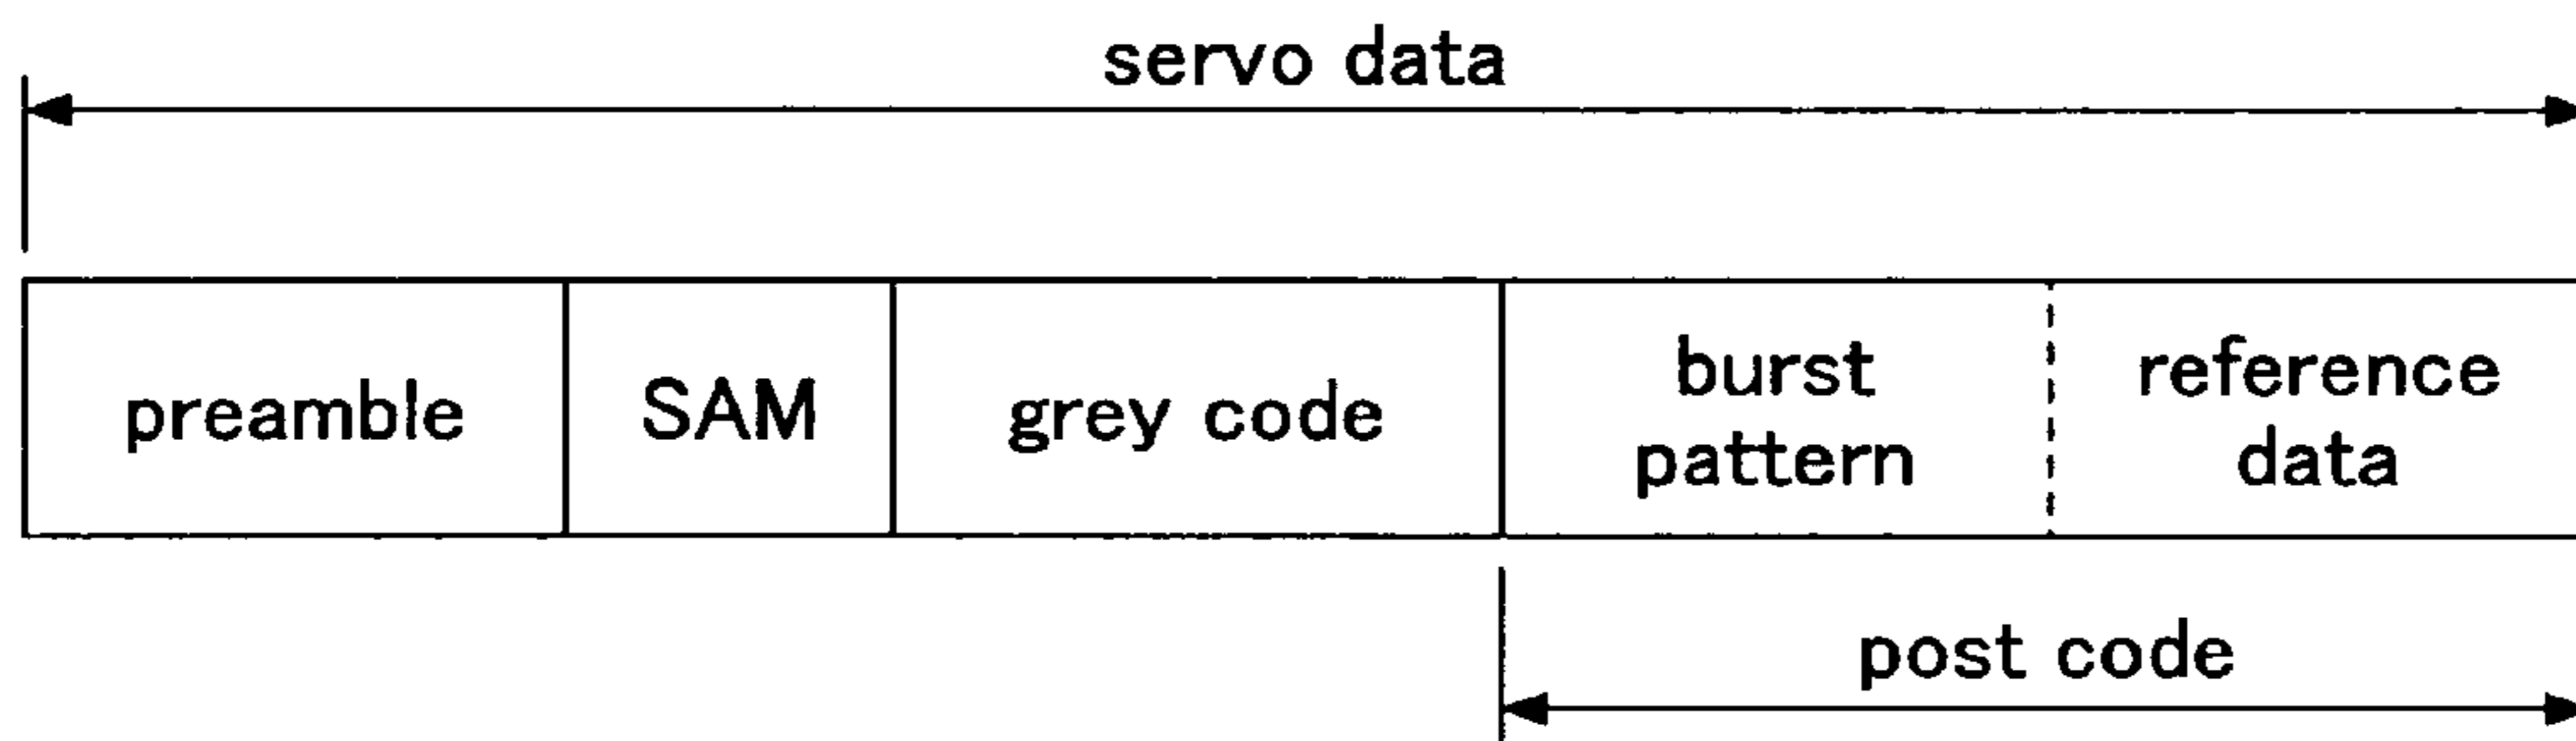 servo data
preamble
SAM
grey code
burst
pattern
reference
data
post code